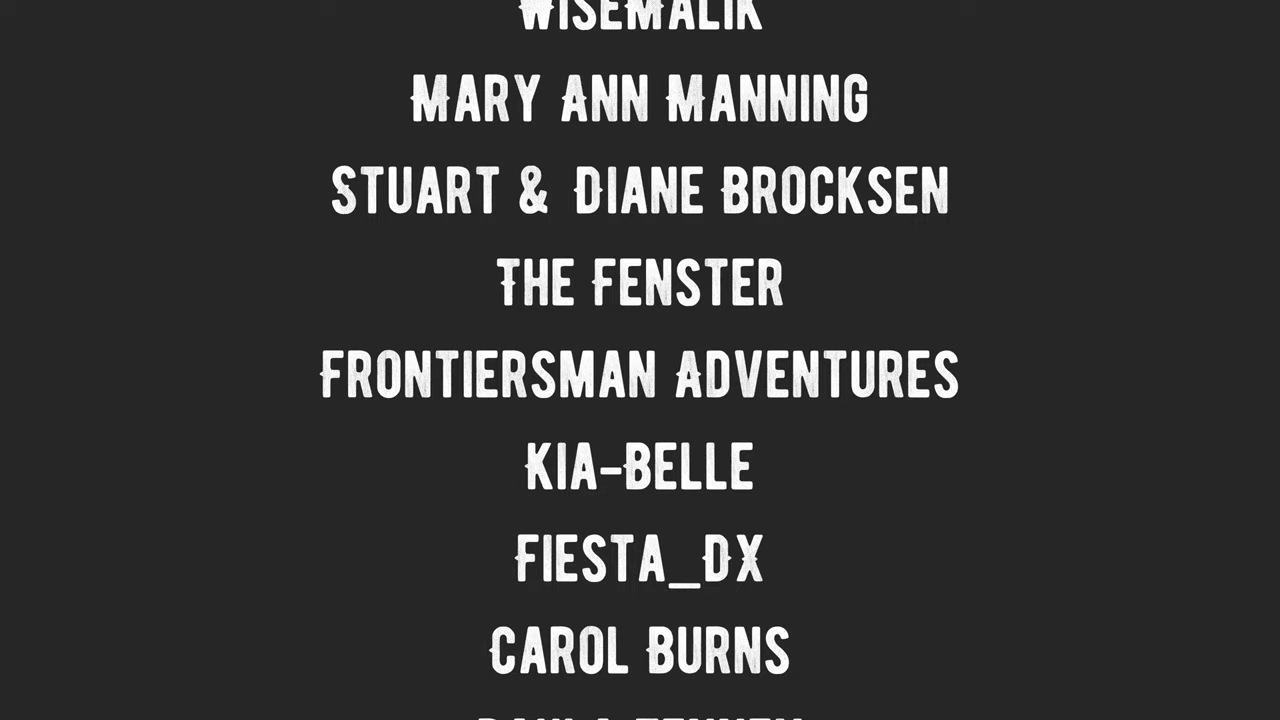 WISEMALIK
MARY ANN MANNING
STUART & DIANE BROCKSEN
THE FENSTER
FRONTIERSMAN ADVENTURES
KIA-BELLE
FIESTA_DX
CAROL BURNS